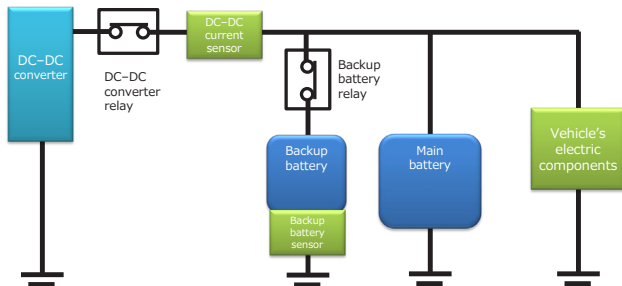 DC–DC
converter
DC–DC
converter
relay
DC–DC
current
sensor
Backup
battery
relay
Backup
battery
Backup
battery
sensor
Main
battery
Vehicle's
electric
components